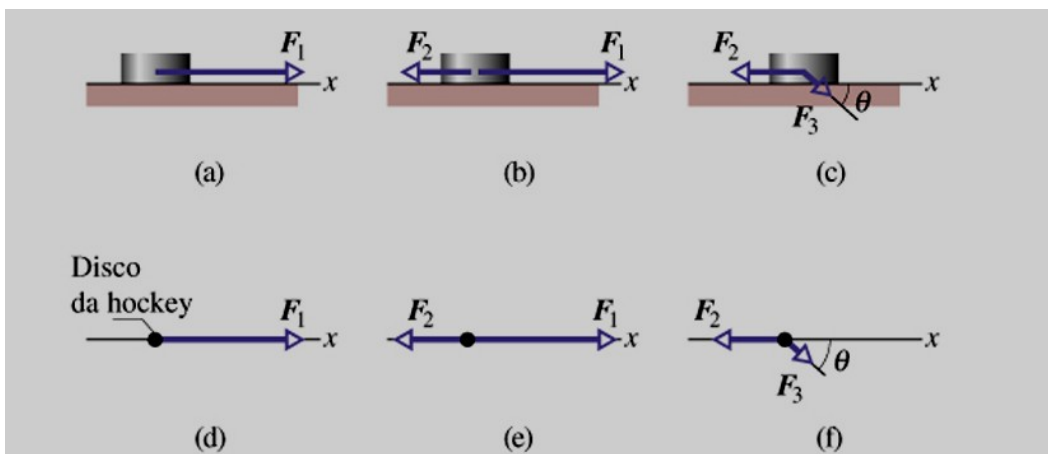 F₁ x
F₂ F₁ x
F₂ x
F₃ θ
(a) (b) (c)
Disco
da hockey
F₁ x
F₂ F₁ x
F₂ x
F₃ θ
(d) (e) (f)